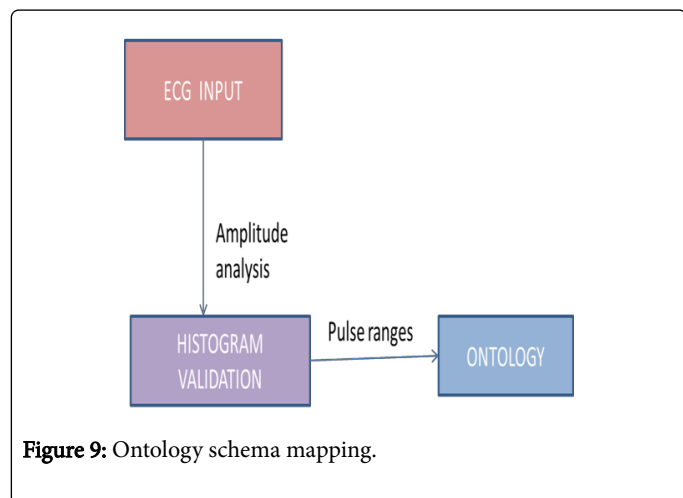 ECG INPUT
Amplitude
analysis
HISTOGRAM
VALIDATION
Pulse ranges
ONTOLOGY
Figure 9: Ontology schema mapping.